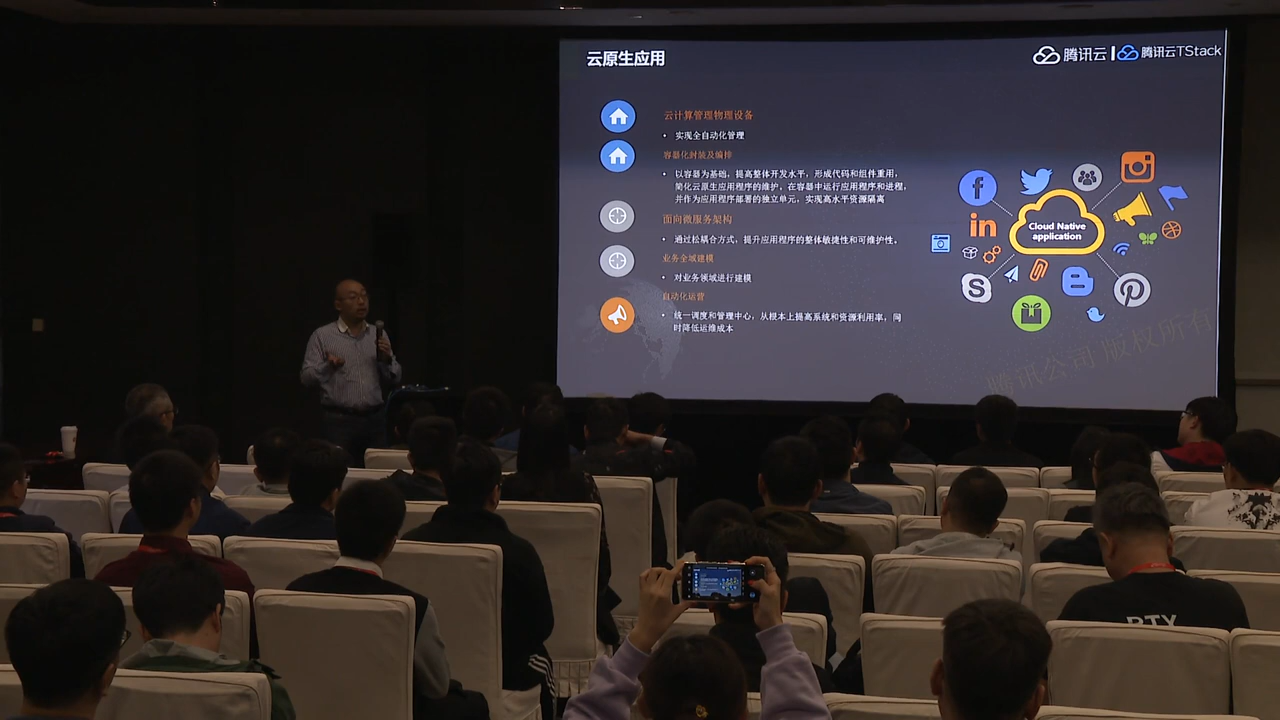 云原生应用
腾讯云 | 腾讯云TStack
云计算管理物理设备
• 实现全自动化管理
容器化封装及编排
• 以容器为基础，提高整体开发水平，形成代码和组件重用，
简化云原生应用程序的维护，在容器中运行应用程序和进程，
并作为应用程序部署的独立单元，实现高水平资源隔离
面向微服务架构
• 通过松耦合方式，提升应用程序的整体敏捷性和可维护性。
业务全域建模
• 对业务领域进行建模
自动化运营
• 统一调度和管理中心，从根本上提高系统和资源利用率，同
时降低运维成本
Cloud Native
application
腾讯公司 版权所有